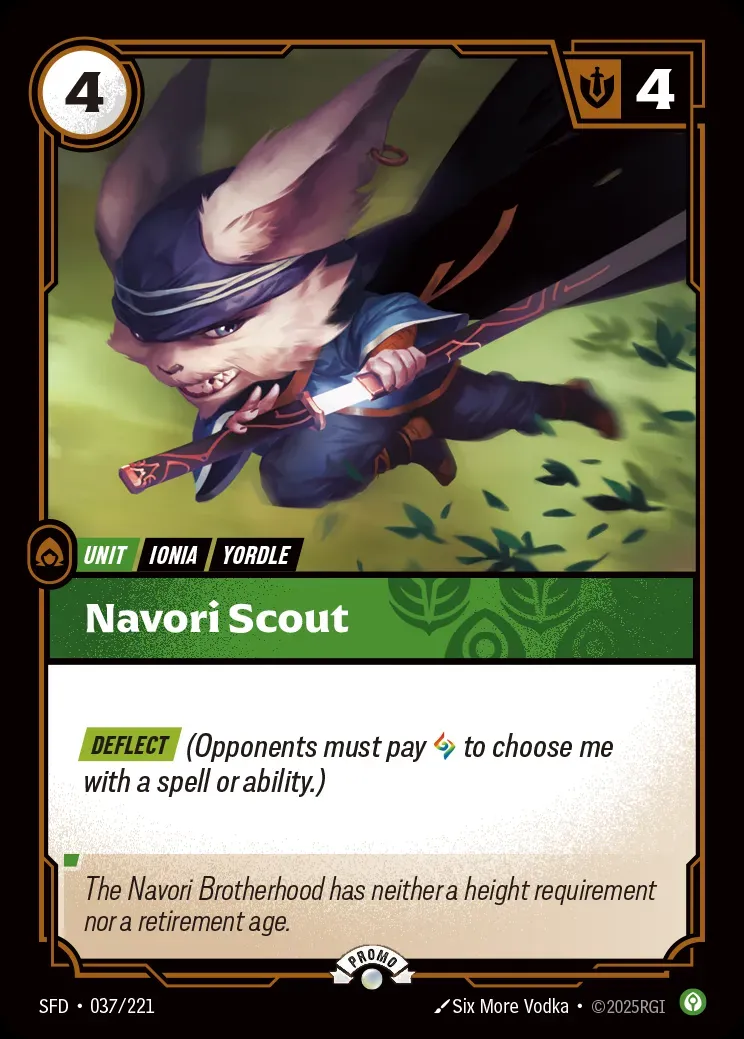 4
4
UNIT IONIA YORDLE
Navori Scout
DEFLECT (Opponents must pay to choose me
with a spell or ability.)
The Navori Brotherhood has neither a height requirement
nor a retirement age.
PROMO
SFD • 037/221 Six More Vodka • ©2025RGI